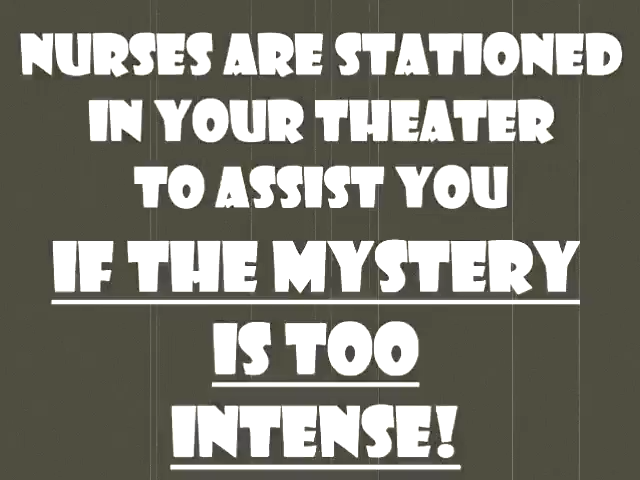 NURSES ARE STATIONED
IN YOUR THEATER
TO ASSIST YOU
IF THE MYSTERY
IS TOO
INTENSE!